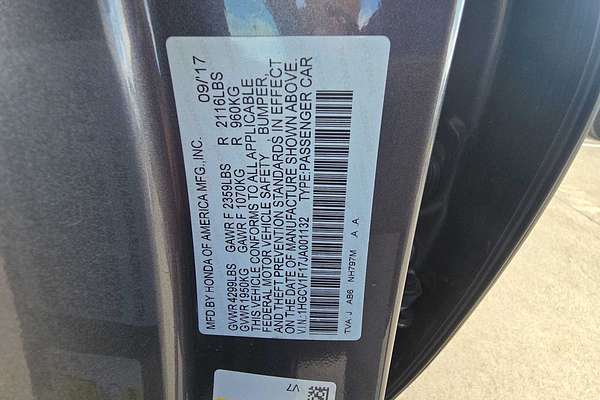 MFD.BY HONDA OF AMERICA MFG., INC. 09/17
GVWR 4299LBS GAWR F 2359LBS R 2116LBS
GVWR 1950KG GAWR F 1070KG R 960KG
THIS VEHICLE CONFORMS TO ALL APPLICABLE
FEDERAL MOTOR VEHICLE SAFETY , BUMPER,
AND THEFT PREVENTION STANDARDS IN EFFECT
ON THE DATE OF MANUFACTURE SHOWN ABOVE.
V.I.N.:1HGCV1F17JA001132 TYPE:PASSENGER CAR
TVA J AB6 NH797M A A
V7